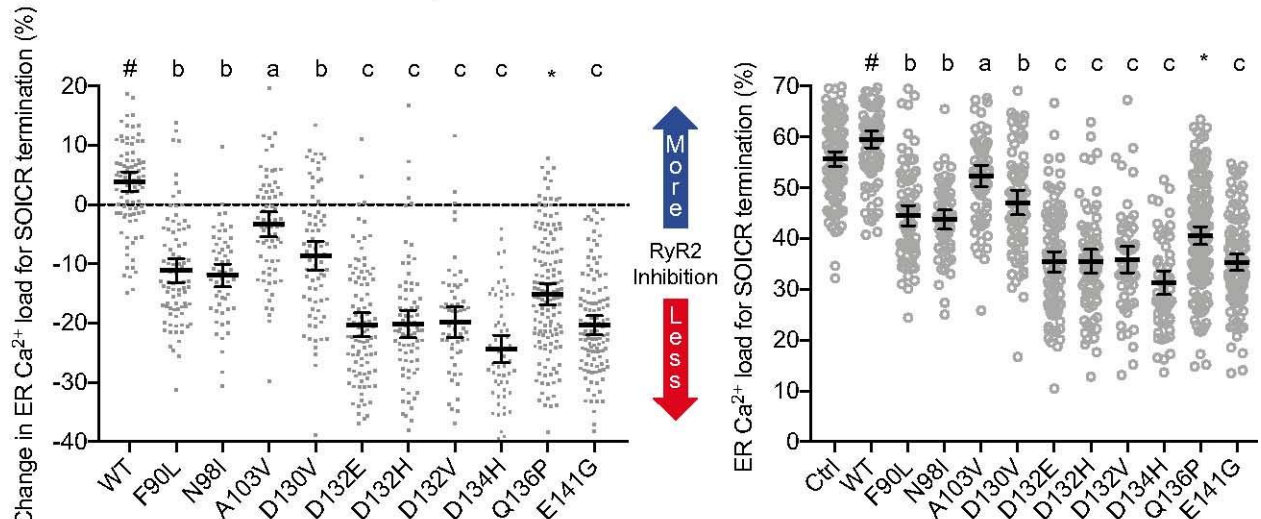 Change in ER Ca²⁺ load for SOICR termination (%)
# b b a b c c c c * c
20
10
0
-10
-20
-30
-40
WT F90L N98I A103V D130V D132E D132H D132V D134H Q136P E141G
More
RyR2
Inhibition
Less
ER Ca²⁺ load for SOICR termination (%)
# b b a b c c c c * c
70
60
50
40
30
20
10
0
Ctrl WT F90L N98I A103V D130V D132E D132H D132V D134H Q136P E141G